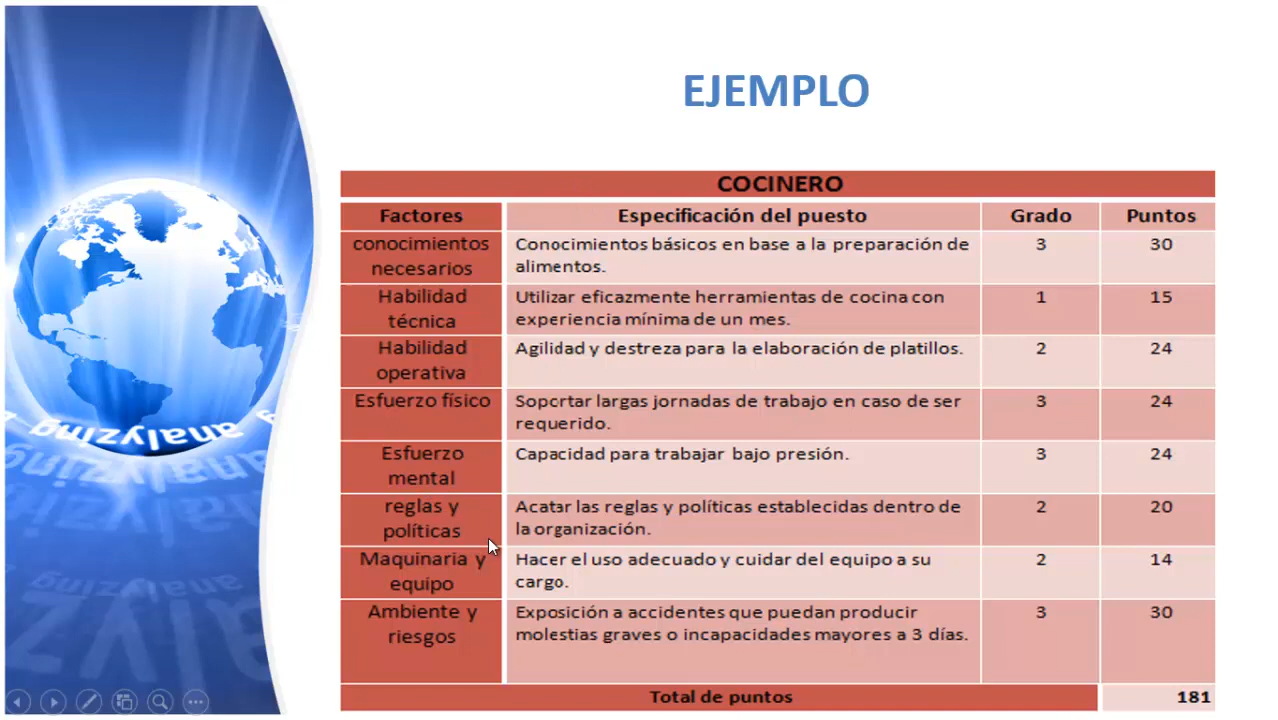 EJEMPLO
COCINERO
Factores Especificación del puesto Grado Puntos
conocimientos necesarios Conocimientos básicos en base a la preparación de alimentos. 3 30
Habilidad técnica Utilizar eficazmente herramientas de cocina con experiencia mínima de un mes. 1 15
Habilidad operativa Agilidad y destreza para la elaboración de platillos. 2 24
Esfuerzo físico Soportar largas jornadas de trabajo en caso de ser requerido. 3 24
Esfuerzo mental Capacidad para trabajar bajo presión. 3 24
reglas y políticas Acatar las reglas y políticas establecidas dentro de la organización. 2 20
Maquinaria y equipo Hacer el uso adecuado y cuidar del equipo a su cargo. 2 14
Ambiente y riesgos Exposición a accidentes que puedan producir molestias graves o incapacidades mayores a 3 días. 3 30
Total de puntos 181
analyzing